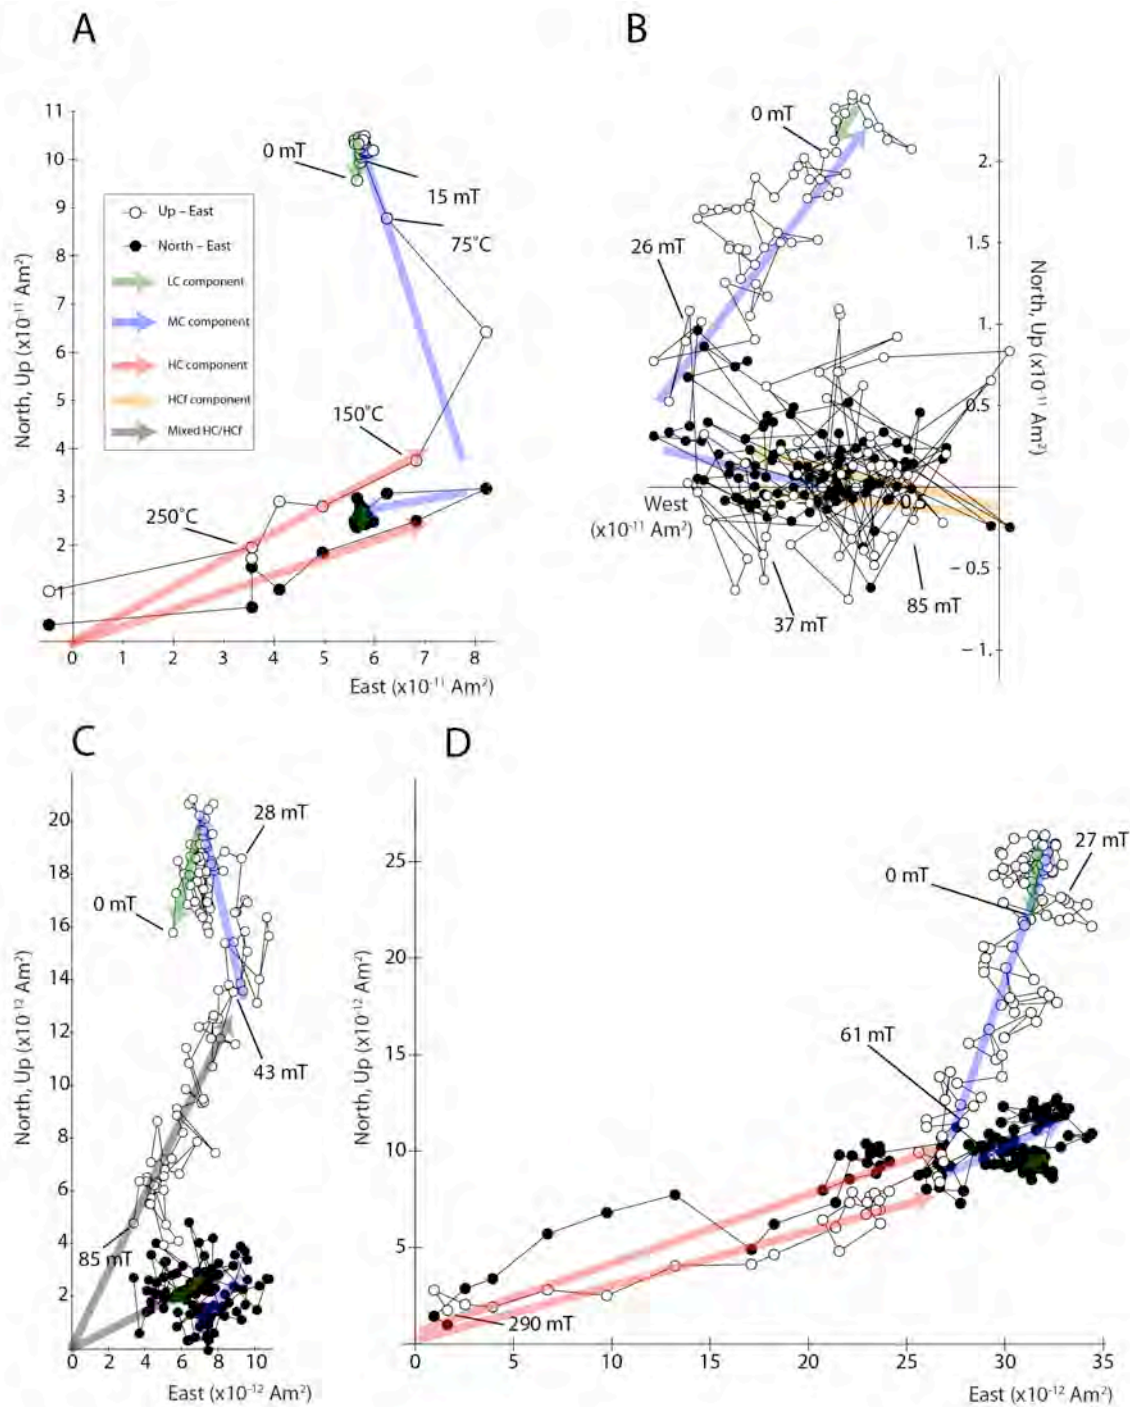 A
11
10
9
8
7
6
5
4
3
2
1
North, Up (x10⁻¹¹ Am²)
0 mT
15 mT
75˚C
150˚C
250˚C
Up – East
North – East
LC component
MC component
HC component
HCf component
Mixed HC/HCf
0 1 2 3 4 5 6 7 8
East (x10⁻¹¹ Am²)
B
0 mT
26 mT
37 mT
85 mT
2.
1.5
1.
0.5
– 0.5
– 1.
North, Up (x10⁻¹¹ Am²)
West
(x10⁻¹¹ Am²)
C
20
18
16
14
12
10
8
6
4
2
North, Up (x10⁻¹² Am²)
0 mT
28 mT
43 mT
85 mT
0 2 4 6 8 10
East (x10⁻¹² Am²)
D
25
20
15
10
5
North, Up (x10⁻¹² Am²)
0 mT
27 mT
61 mT
290 mT
0 5 10 15 20 25 30 35
East (x10⁻¹² Am²)